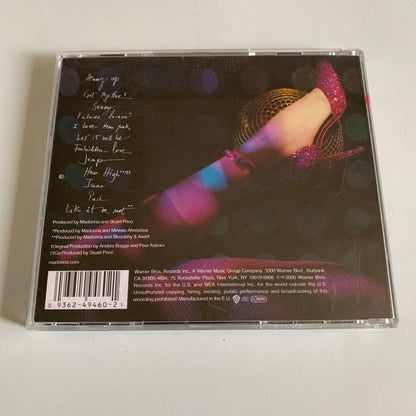 Hung up
Get Together†
Sorry
Future Lovers*
I Love New York
Let it will be
Forbidden Love
Jump
How High**††
Isaac
Push
Like it or not**
Produced by Madonna and Stuart Price
*Produced by Madonna and Mirwais Ahmadzai
**Produced by Madonna and Bloodshy & Avant
†Original Production by Anders Bagge and Peer Astrom
††Co-Produced by Stuart Price
madonna.com
0 9362-49460-2
Warner Bros. Records Inc., A Warner Music Group Company, 3300 Warner Blvd., Burbank,
CA 91505-4694; 75 Rockefeller Plaza, New York, NY 10019-6908. ℗©2005 Warner Bros.
Records Inc. for the U.S. and WEA International Inc. for the world outside the U.S.
Unauthorized copying, hiring, lending, public performance and broadcasting of this
recording prohibited! Manufactured in the E.U.